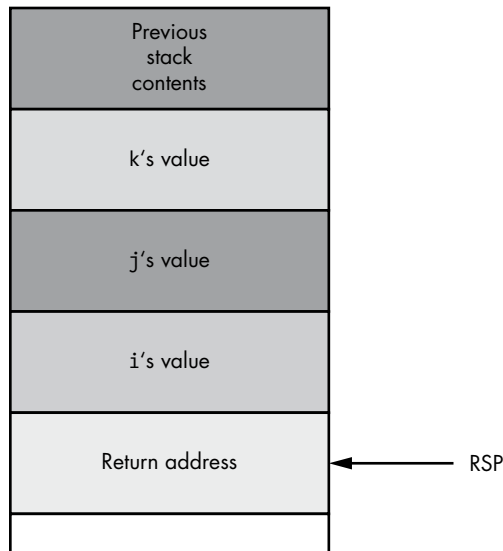 Previous
stack
contents
k‘s value
j‘s value
i‘s value
Return address
RSP